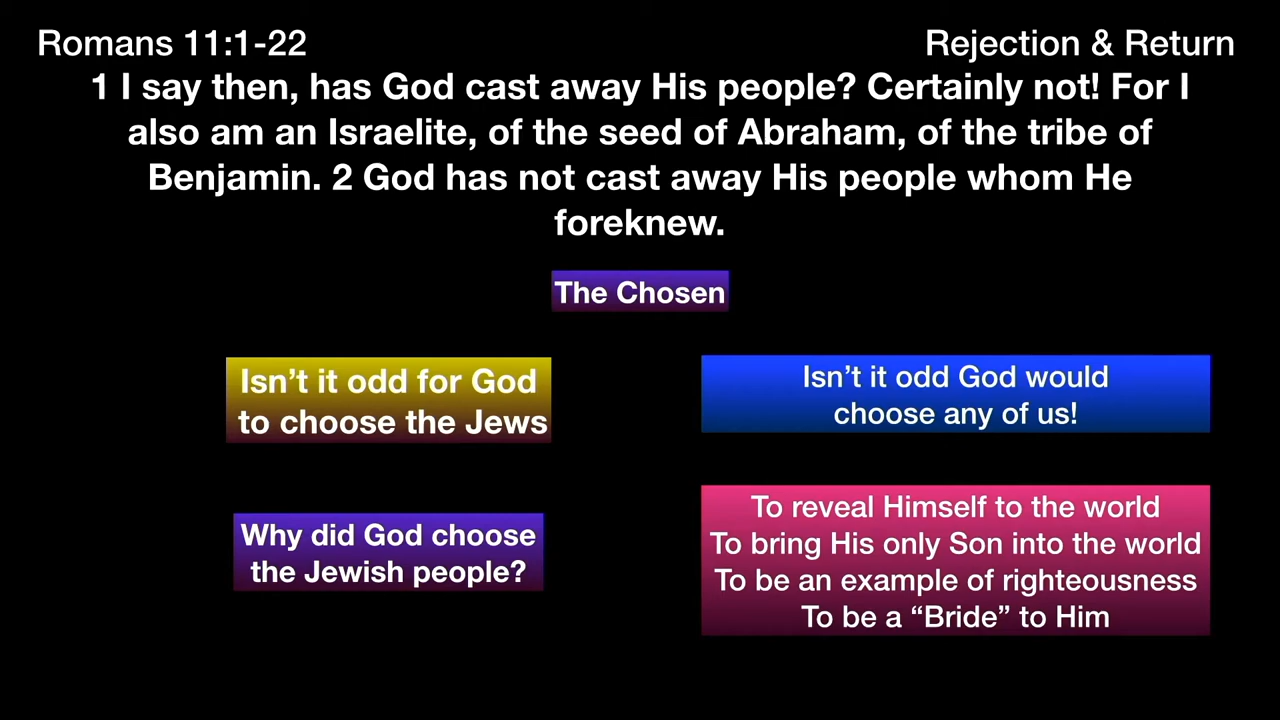 Romans 11:1-22
Rejection & Return
1 I say then, has God cast away His people? Certainly not! For I
also am an Israelite, of the seed of Abraham, of the tribe of
Benjamin. 2 God has not cast away His people whom He
foreknew.
The Chosen
Isn’t it odd for God
to choose the Jews
Isn’t it odd God would
choose any of us!
Why did God choose
the Jewish people?
To reveal Himself to the world
To bring His only Son into the world
To be an example of righteousness
To be a “Bride” to Him